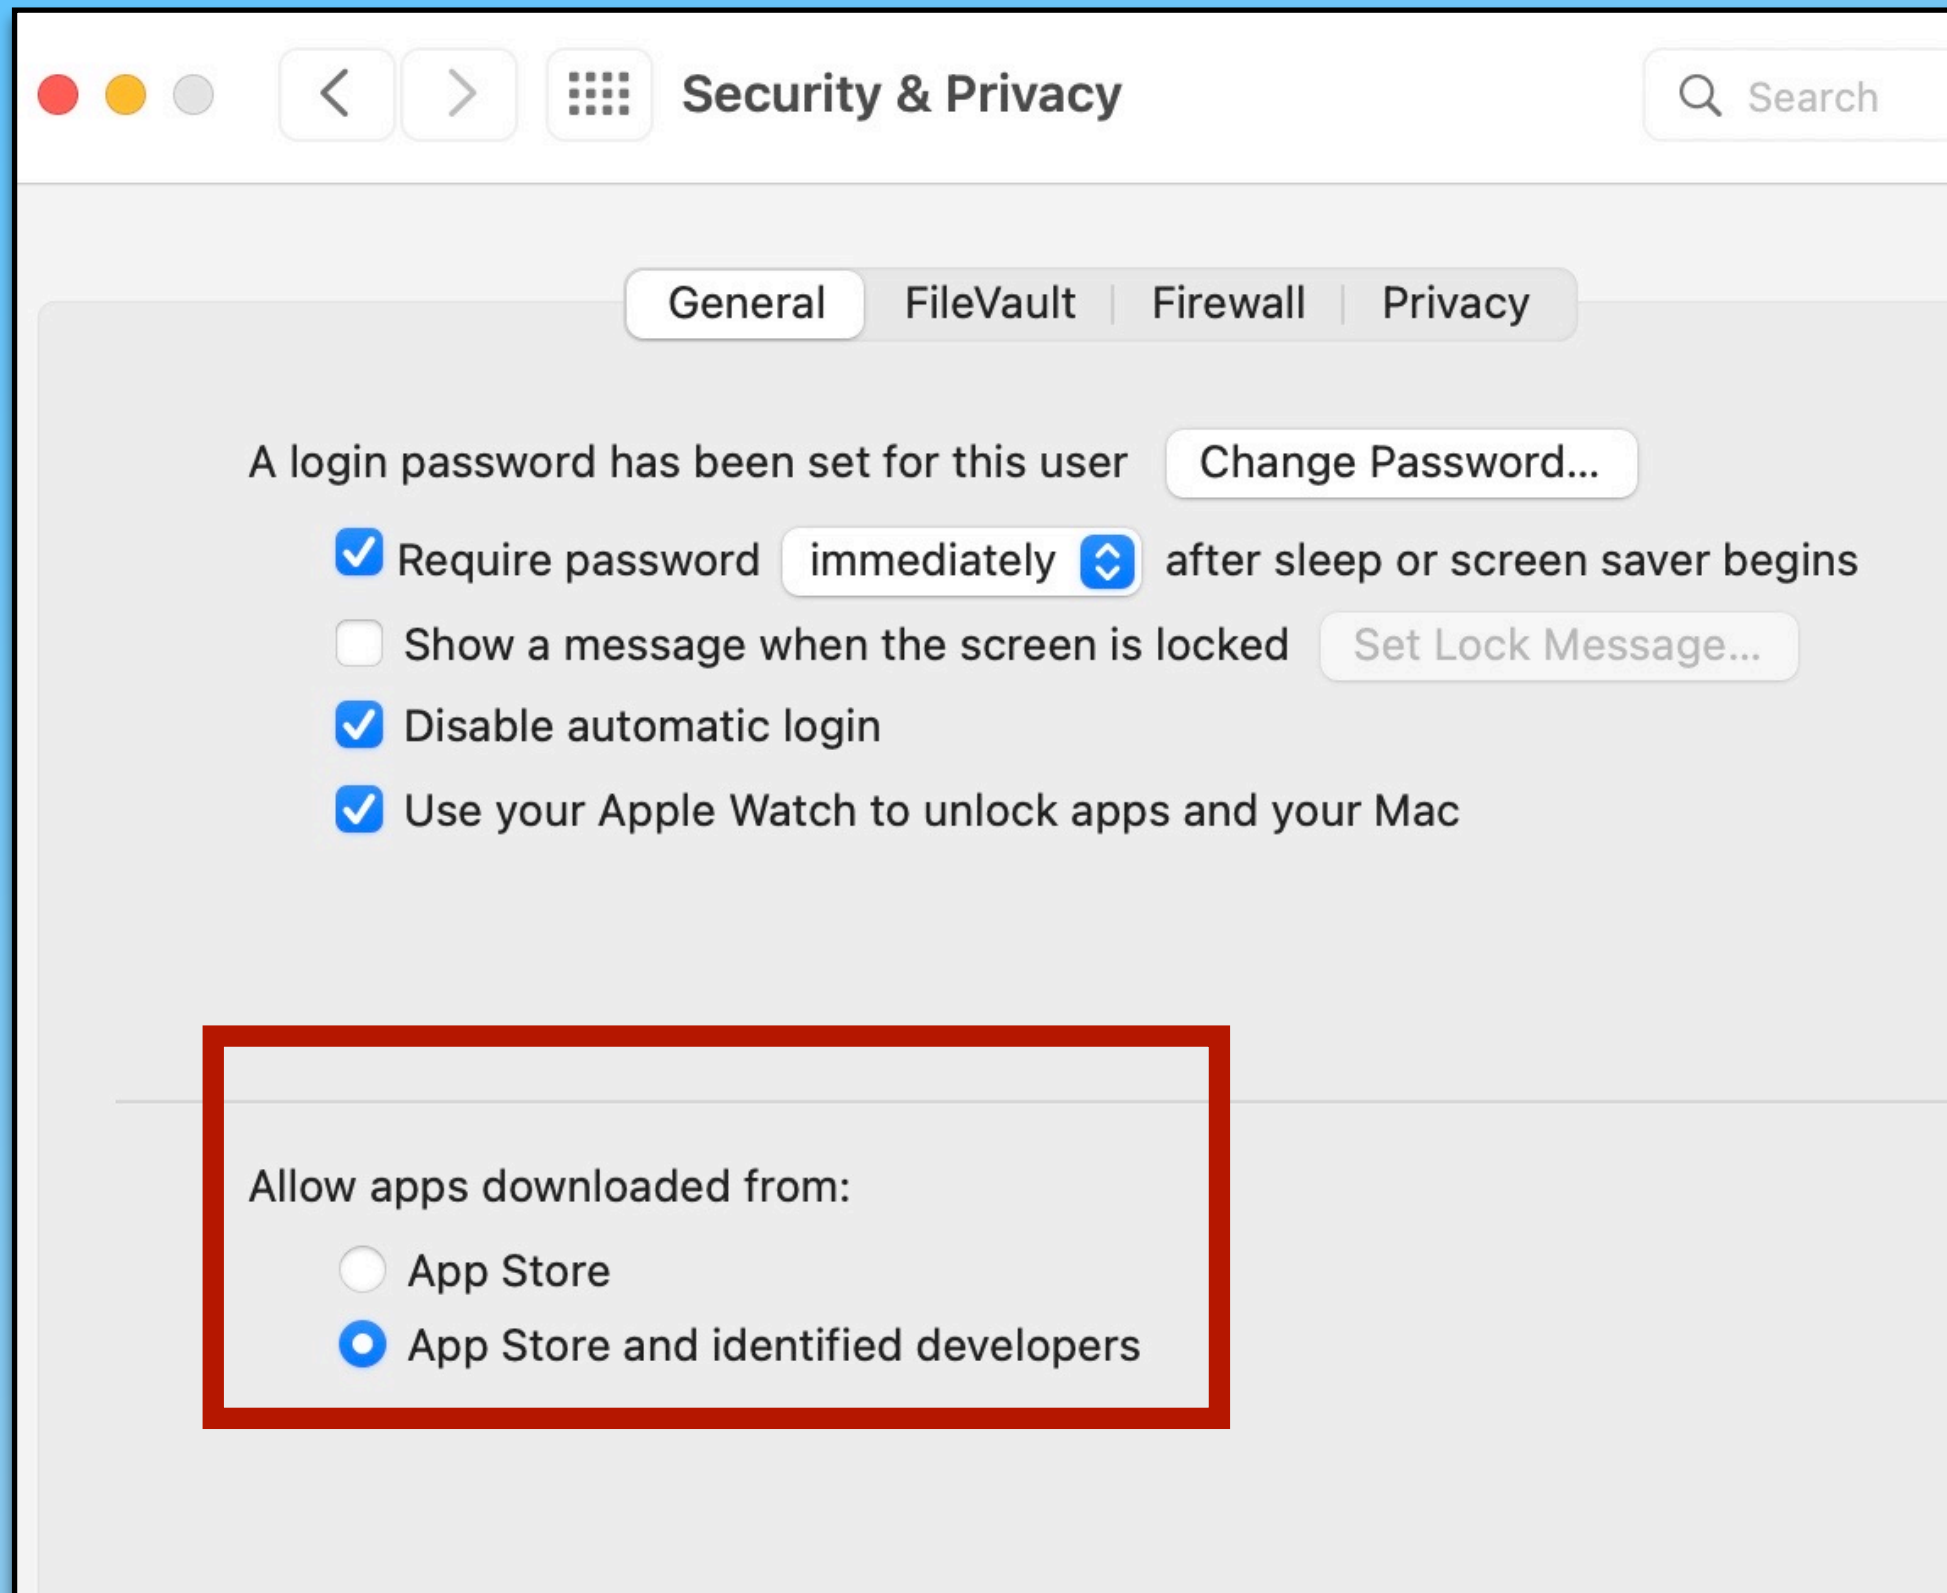 Security & Privacy
Search
General FileVault Firewall Privacy
A login password has been set for this user Change Password...
Require password immediately after sleep or screen saver begins
Show a message when the screen is locked Set Lock Message...
Disable automatic login
Use your Apple Watch to unlock apps and your Mac
Allow apps downloaded from:
App Store
App Store and identified developers